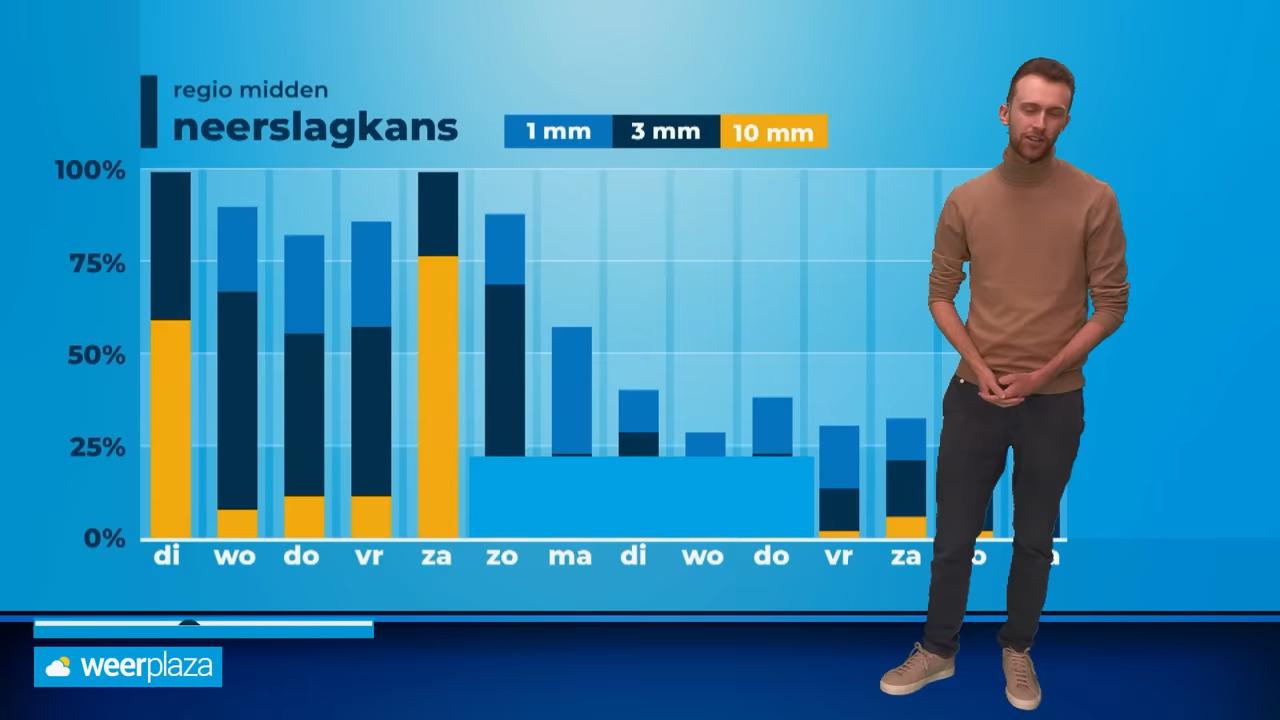 regio midden
neerslagkans
1 mm 3 mm 10 mm
100%
75%
50%
25%
0%
di wo do vr za zo ma di wo do vr za
weerplaza